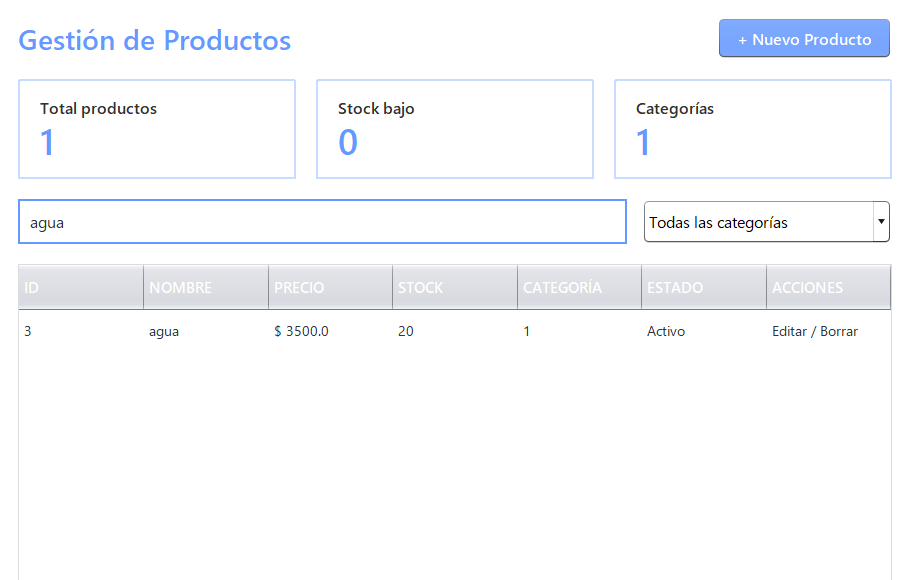 Gestión de Productos
+ Nuevo Producto
Total productos
1
Stock bajo
0
Categorías
1
agua
Todas las categorías
ID NOMBRE PRECIO STOCK CATEGORÍA ESTADO ACCIONES
3 agua $ 3500.0 20 1 Activo Editar / Borrar